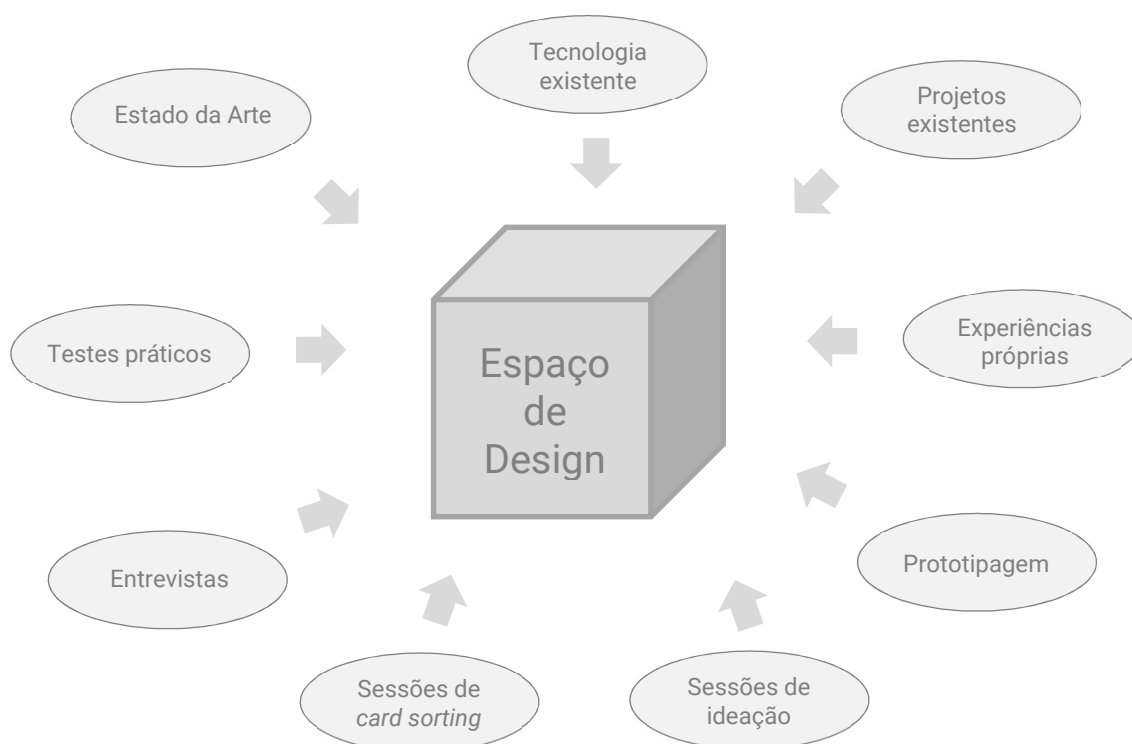 Tecnologia
existente
Estado da Arte
Projetos
existentes
Espaço
de
Design
Testes práticos
Experiências
próprias
Entrevistas
Prototipagem
Sessões de
card sorting
Sessões de
ideação